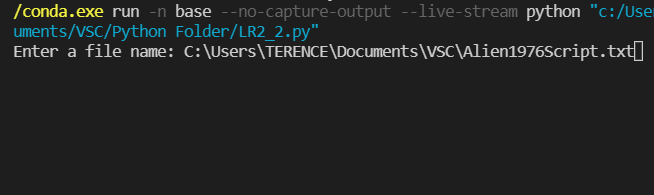 /conda.exe run -n base --no-capture-output --live-stream python "c:/Use
uments/VSC/Python Folder/LR2_2.py"
Enter a file name: C:\Users\TERENCE\Documents\VSC\Alien1976Script.txt